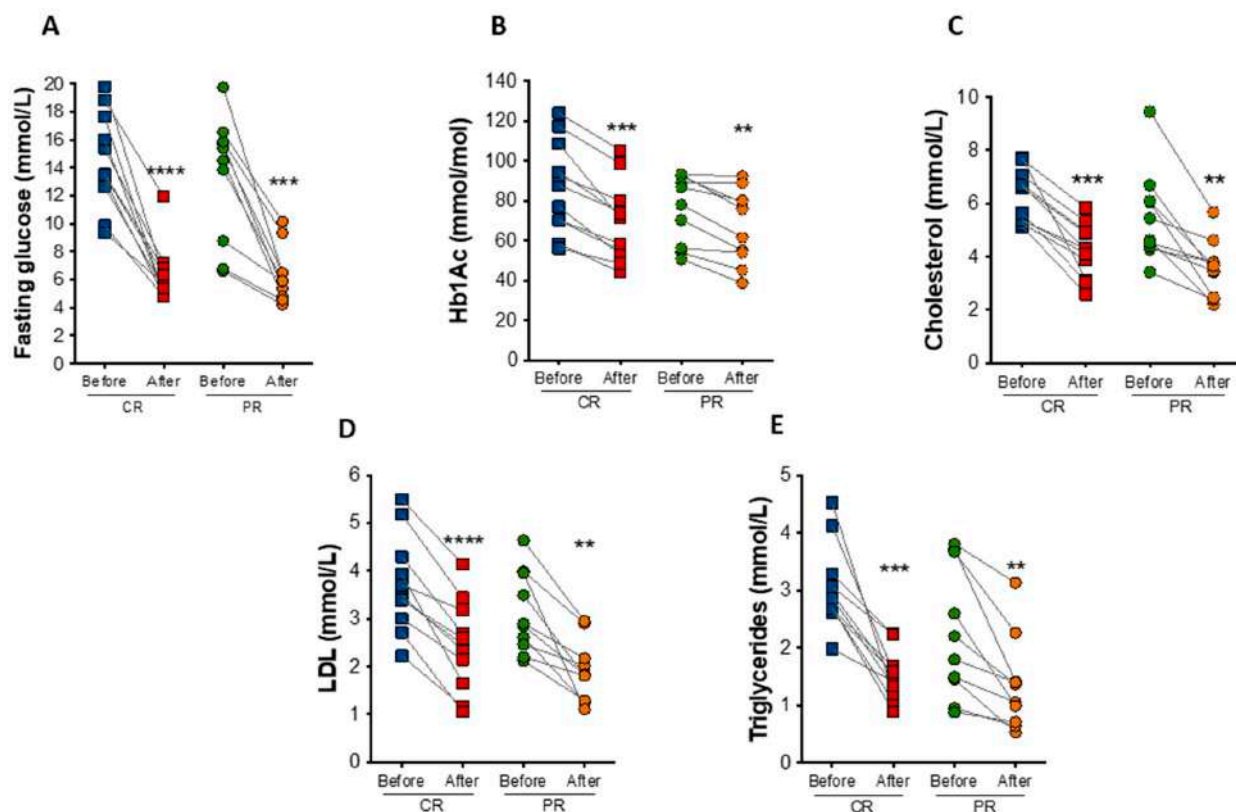 A
Fasting glucose (mmol/L)
20
18
16
14
12
10
8
6
4
2
0
****
***
Before After Before After
CR PR
B
Hb1Ac (mmol/mol)
140
120
100
80
60
40
20
0
***
**
Before After Before After
CR PR
C
Cholesterol (mmol/L)
10
8
6
4
2
0
***
**
Before After Before After
CR PR
D
LDL (mmol/L)
6
5
4
3
2
1
0
****
**
Before After Before After
CR PR
E
Triglycerides (mmol/L)
5
4
3
2
1
0
***
**
Before After Before After
CR PR